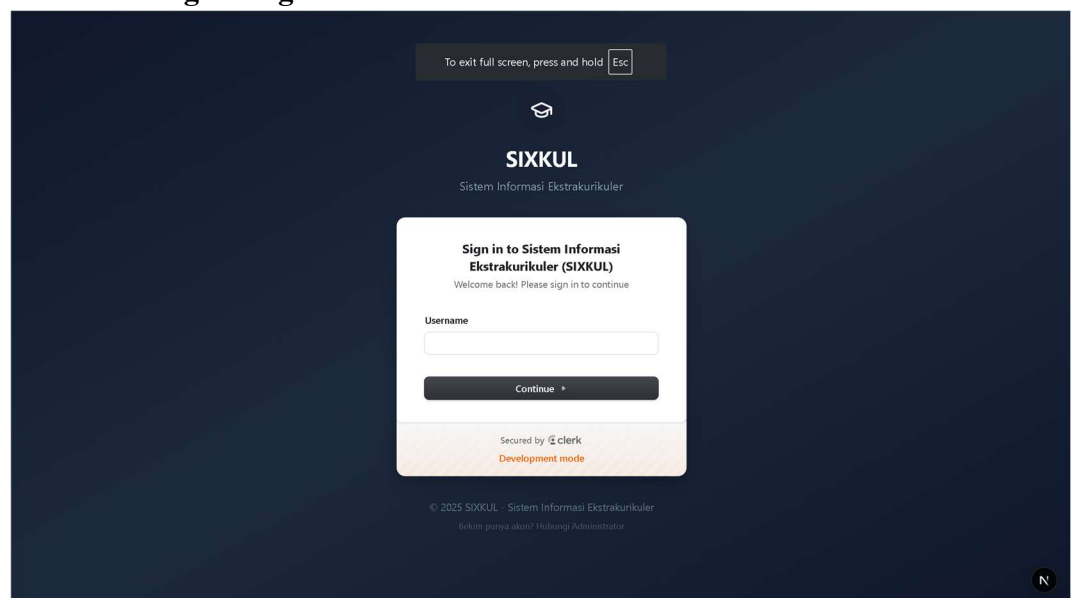 To exit full screen, press and hold Esc
SIXKUL
Sistem Informasi Ekstrakurikuler
Sign in to Sistem Informasi
Ekstrakurikuler (SIXKUL)
Welcome back! Please sign in to continue
Username
Continue
Secured by clerk
Development mode
© 2025 SIXKUL - Sistem Informasi Ekstrakurikuler
Belum punya akun? Hubungi Administrator
N